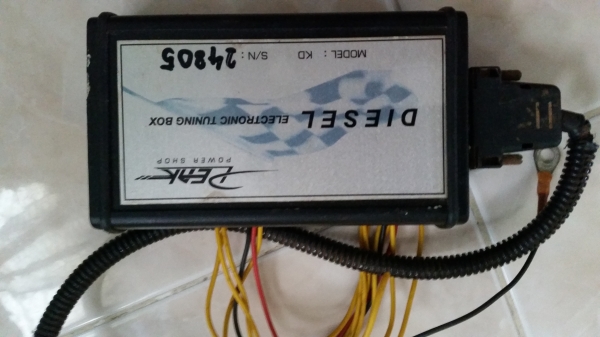 PEAK
POWER SHOP
DIESEL ELECTRONIC TUNING BOX
MODEL : KD S/N : 24805